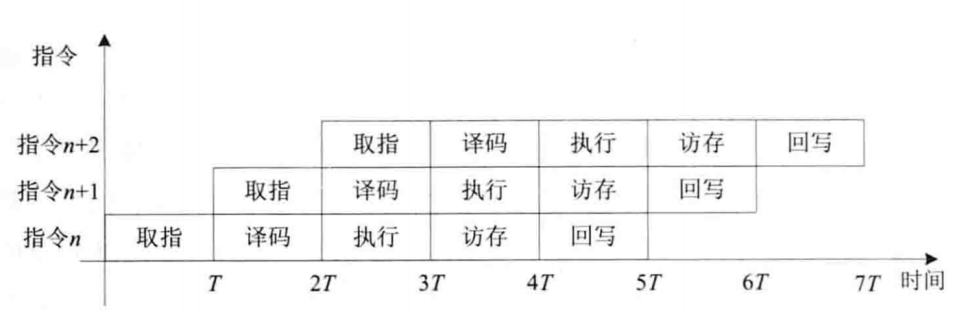 指令
指令n+2 取指 译码 执行 访存 回写
指令n+1 取指 译码 执行 访存 回写
指令n 取指 译码 执行 访存 回写
T 2T 3T 4T 5T 6T 7T 时间